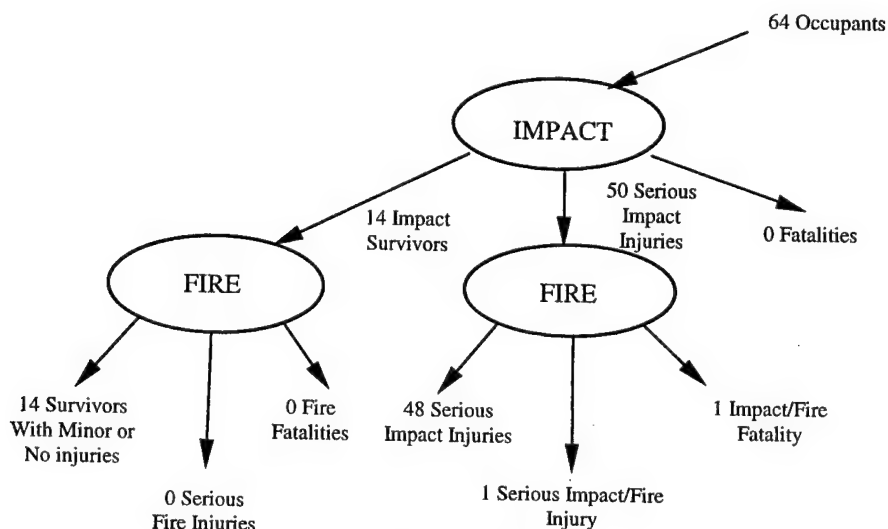 64 Occupants
IMPACT
14 Impact
Survivors
50 Serious
Impact
Injuries
0 Fatalities
FIRE
FIRE
14 Survivors
With Minor or
No injuries
0 Serious
Fire Injuries
0 Fire
Fatalities
48 Serious
Impact Injuries
1 Serious Impact/Fire
Injury
1 Impact/Fire
Fatality